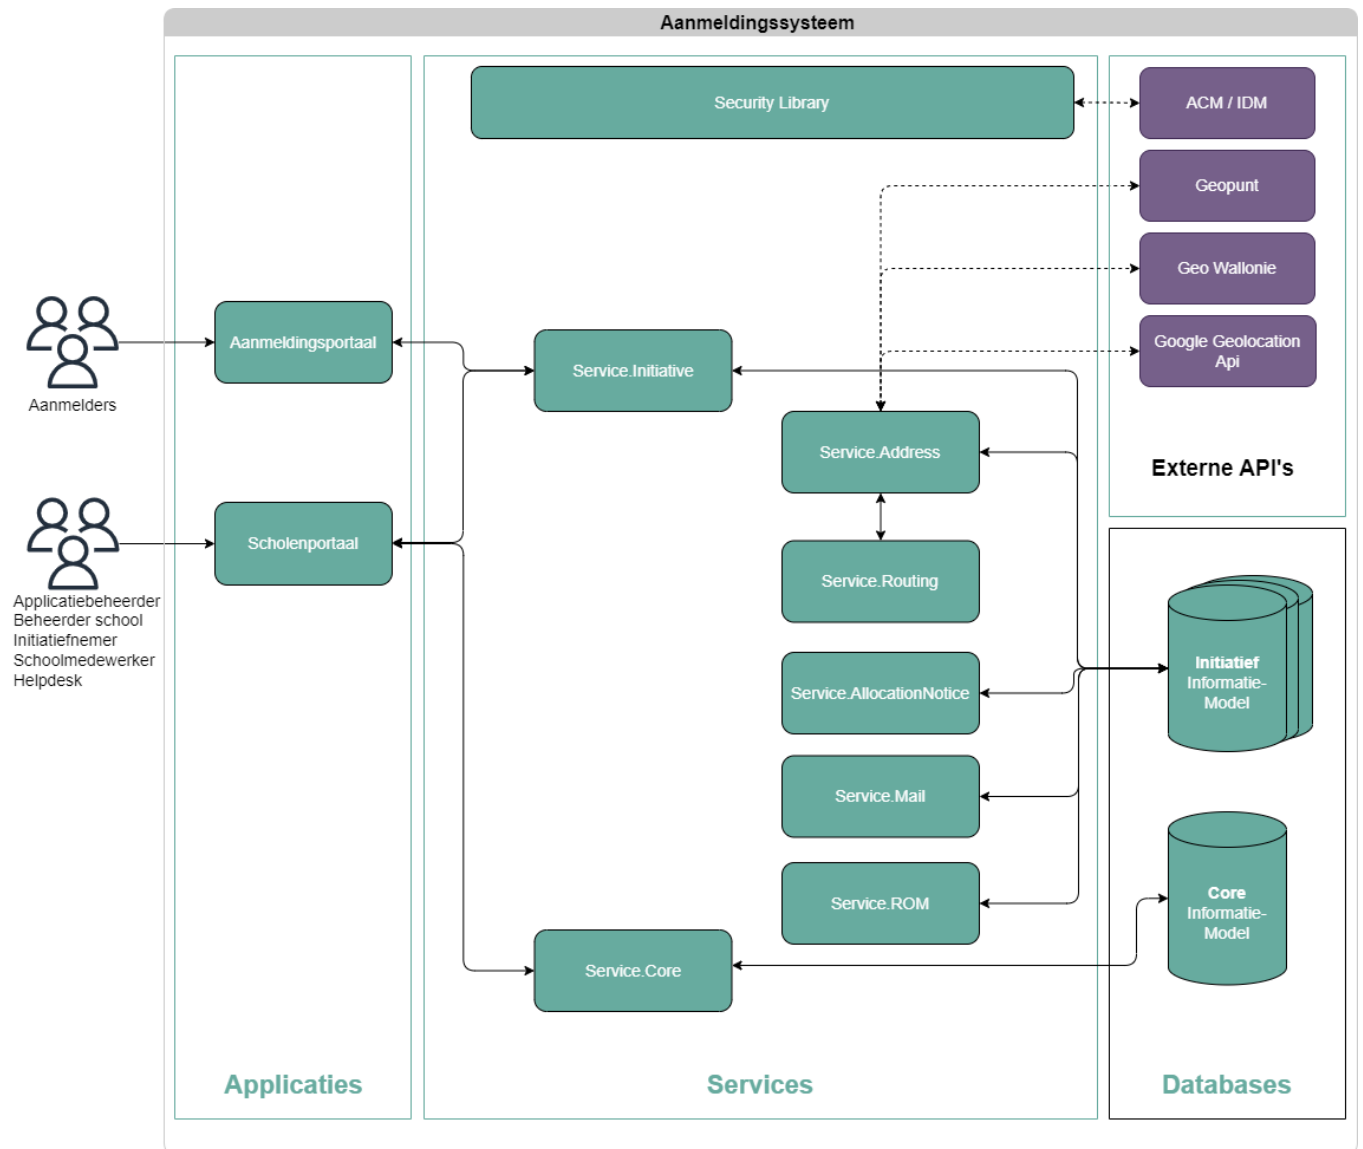 Aanmeldingssysteem
Security Library
ACM / IDM
Geopunt
Geo Wallonie
Google Geolocation
Api
Externe API's
Aanmelders
Aanmeldingsportaal
Service.Initiative
Service.Address
Scholenportaal
Service.Routing
Applicatiebeheerder
Beheerder school
Initiatiefnemer
Schoolmedewerker
Helpdesk
Service.AllocationNotice
Initiatief
Informatie-
Model
Service.Mail
Service.ROM
Core
Informatie-
Model
Service.Core
Applicaties
Services
Databases